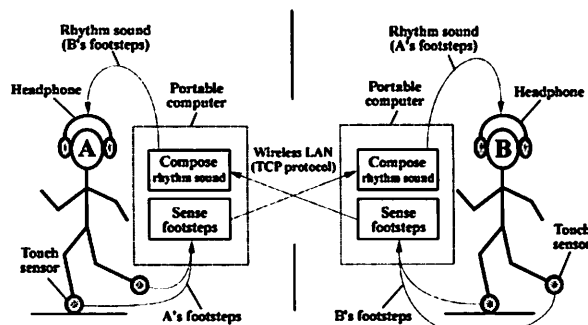 Rhythm sound
(B's footsteps)
Rhythm sound
(A's footsteps)
Headphone
Portable
computer
Portable
computer
Headphone
A
Compose
rhythm sound
Wireless LAN
(TCP protocol)
Compose
rhythm sound
B
Sense
footsteps
Sense
footsteps
Touch
sensor
Touch
sensor
A's footsteps
B's footsteps